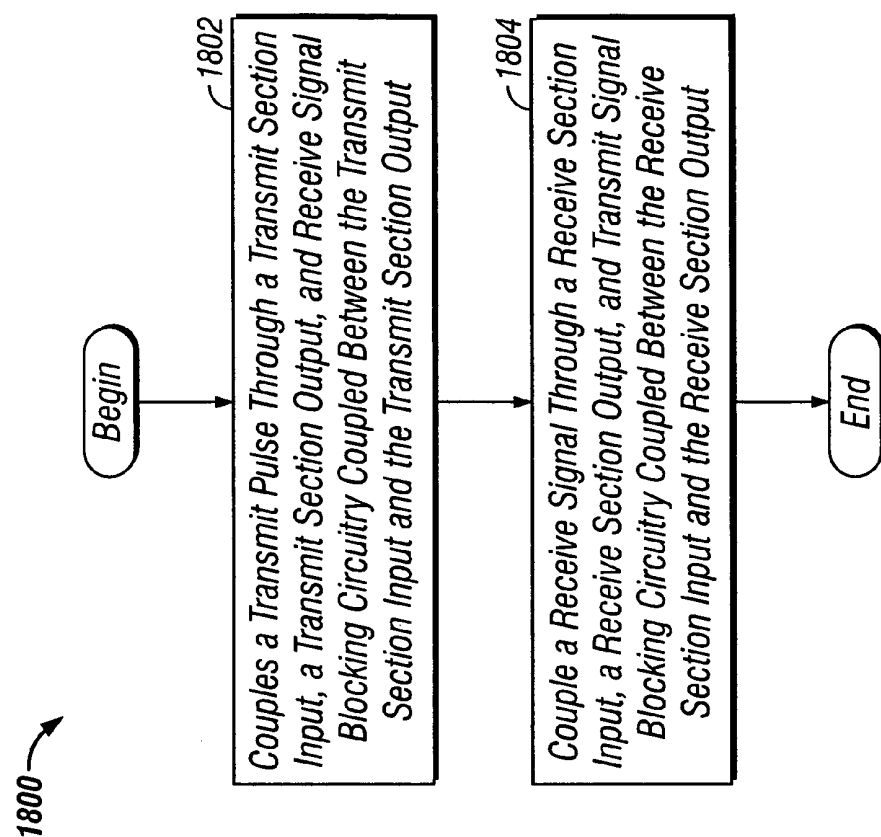 1800
Begin
1802
Couples a Transmit Pulse Through a Transmit Section
Input, a Transmit Section Output, and Receive Signal
Blocking Circuitry Coupled Between the Transmit
Section Input and the Transmit Section Output
1804
Couple a Receive Signal Through a Receive Section
Input, a Receive Section Output, and Transmit Signal
Blocking Circuitry Coupled Between the Receive
Section Input and the Receive Section Output
End